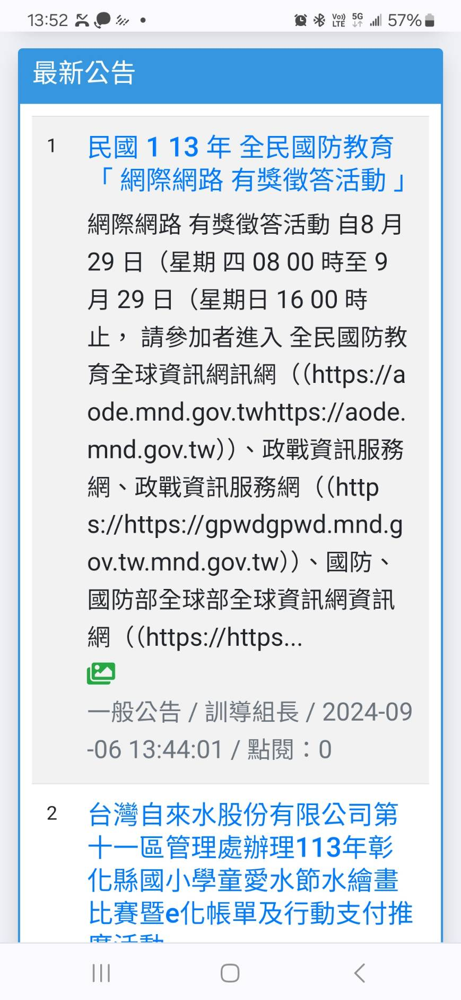 13:52
Vo)) LTE 5G 57%
最新公告
1 民國 1 13 年 全民國防教育
「 網際網路 有獎徵答活動 」
網際網路 有獎徵答活動 自8 月
29 日（星期 四 08 00 時至 9
月 29 日（星期日 16 00 時
止， 請參加者進入 全民國防教
育全球資訊網訊網（(https://a
ode.mnd.gov.twhttps://aode.
mnd.gov.tw)）、政戰資訊服務
網、政戰資訊服務網（(http
s://https://gpwdgpwd.mnd.g
ov.tw.mnd.gov.tw)）、國防、
國防部全球部全球資訊網資訊
網（(https://https...
一般公告 / 訓導組長 / 2024-09
-06 13:44:01 / 點閱：0
2 台灣自來水股份有限公司第
十一區管理處辦理113年彰
化縣國小學童愛水節水繪畫
比賽暨e化帳單及行動支付推
廣活動